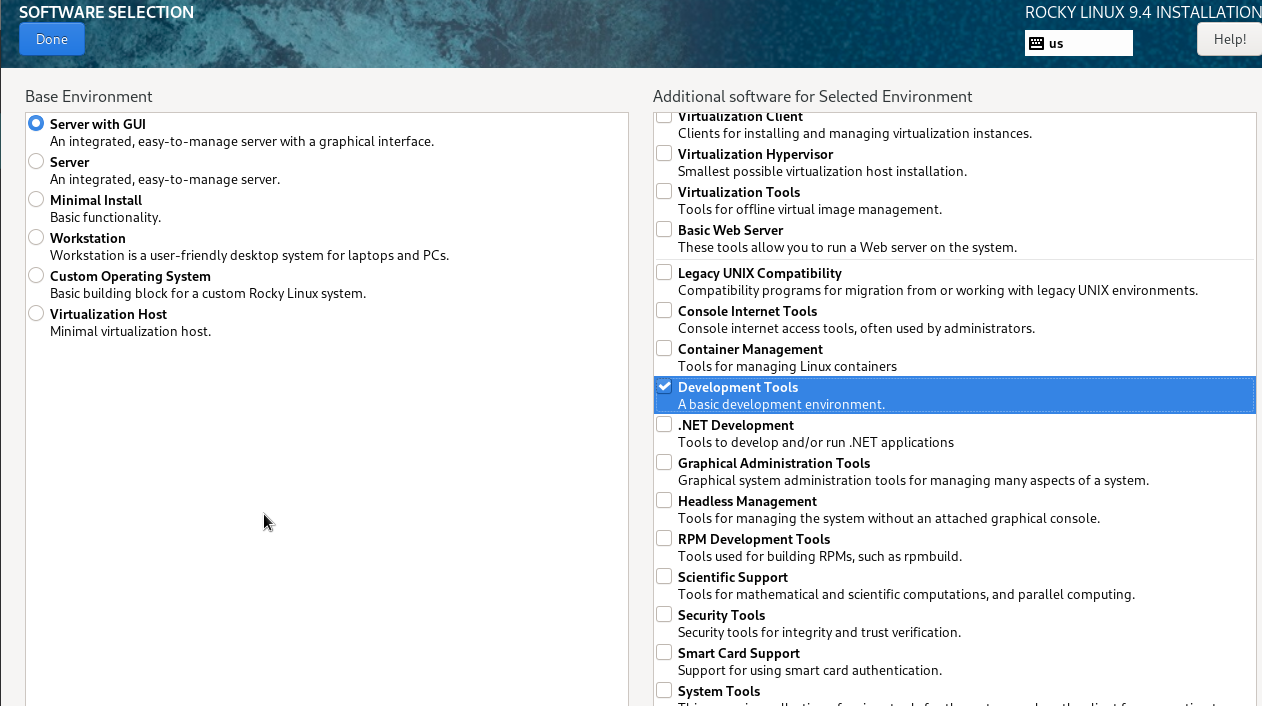 SOFTWARE SELECTION
ROCKY LINUX 9.4 INSTALLATION
Done
us
Help!
Base Environment
Server with GUI
An integrated, easy-to-manage server with a graphical interface.
Server
An integrated, easy-to-manage server.
Minimal Install
Basic functionality.
Workstation
Workstation is a user-friendly desktop system for laptops and PCs.
Custom Operating System
Basic building block for a custom Rocky Linux system.
Virtualization Host
Minimal virtualization host.
Additional software for Selected Environment
Virtualization Client
Clients for installing and managing virtualization instances.
Virtualization Hypervisor
Smallest possible virtualization host installation.
Virtualization Tools
Tools for offline virtual image management.
Basic Web Server
These tools allow you to run a Web server on the system.
Legacy UNIX Compatibility
Compatibility programs for migration from or working with legacy UNIX environments.
Console Internet Tools
Console internet access tools, often used by administrators.
Container Management
Tools for managing Linux containers
Development Tools
A basic development environment.
.NET Development
Tools to develop and/or run .NET applications
Graphical Administration Tools
Graphical system administration tools for managing many aspects of a system.
Headless Management
Tools for managing the system without an attached graphical console.
RPM Development Tools
Tools used for building RPMs, such as rpmbuild.
Scientific Support
Tools for mathematical and scientific computations, and parallel computing.
Security Tools
Security tools for integrity and trust verification.
Smart Card Support
Support for using smart card authentication.
System Tools